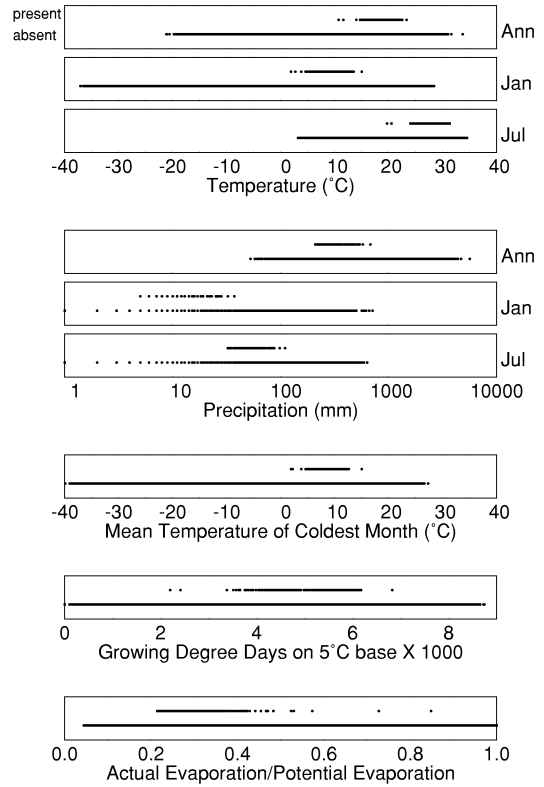 present
absent
Ann
Jan
Jul
-40 -30 -20 -10 0 10 20 30 40
Temperature (˚C)
Ann
Jan
Jul
1 10 100 1000 10000
Precipitation (mm)
-40 -30 -20 -10 0 10 20 30 40
Mean Temperature of Coldest Month (˚C)
0 2 4 6 8
Growing Degree Days on 5˚C base X 1000
0.0 0.2 0.4 0.6 0.8 1.0
Actual Evaporation/Potential Evaporation